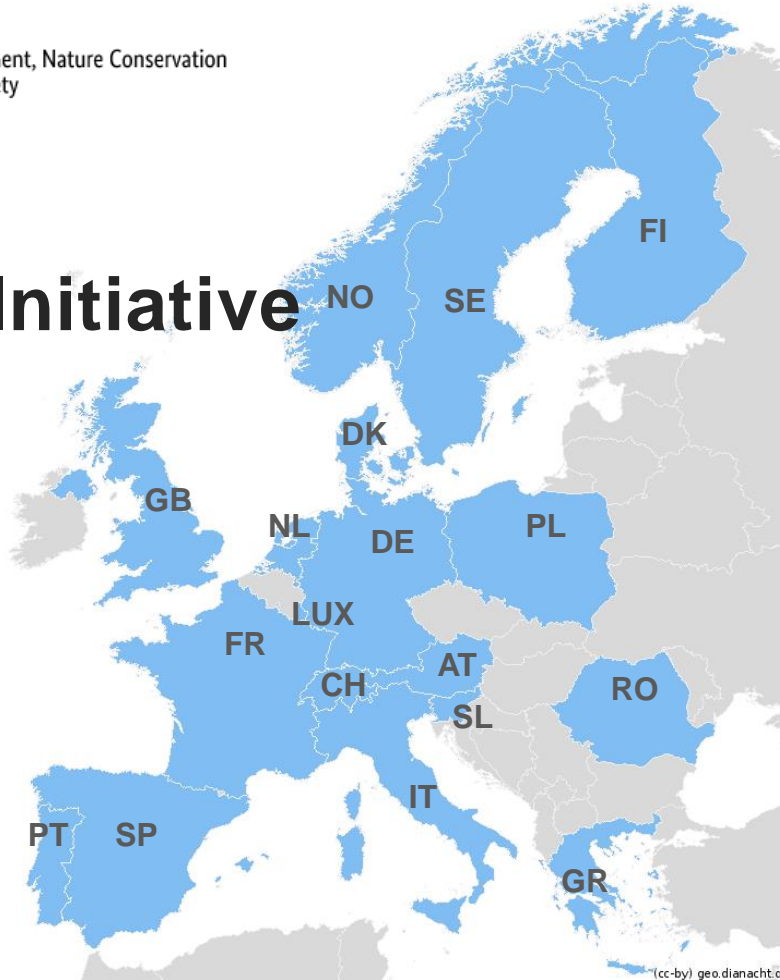 ent, Nature Conservation
ty
FI
Initiative
NO
SE
DK
GB
NL
DE
PL
LUX
FR
AT
CH
RO
SL
IT
PT
SP
GR
(cc-by) geo.dianacht.d